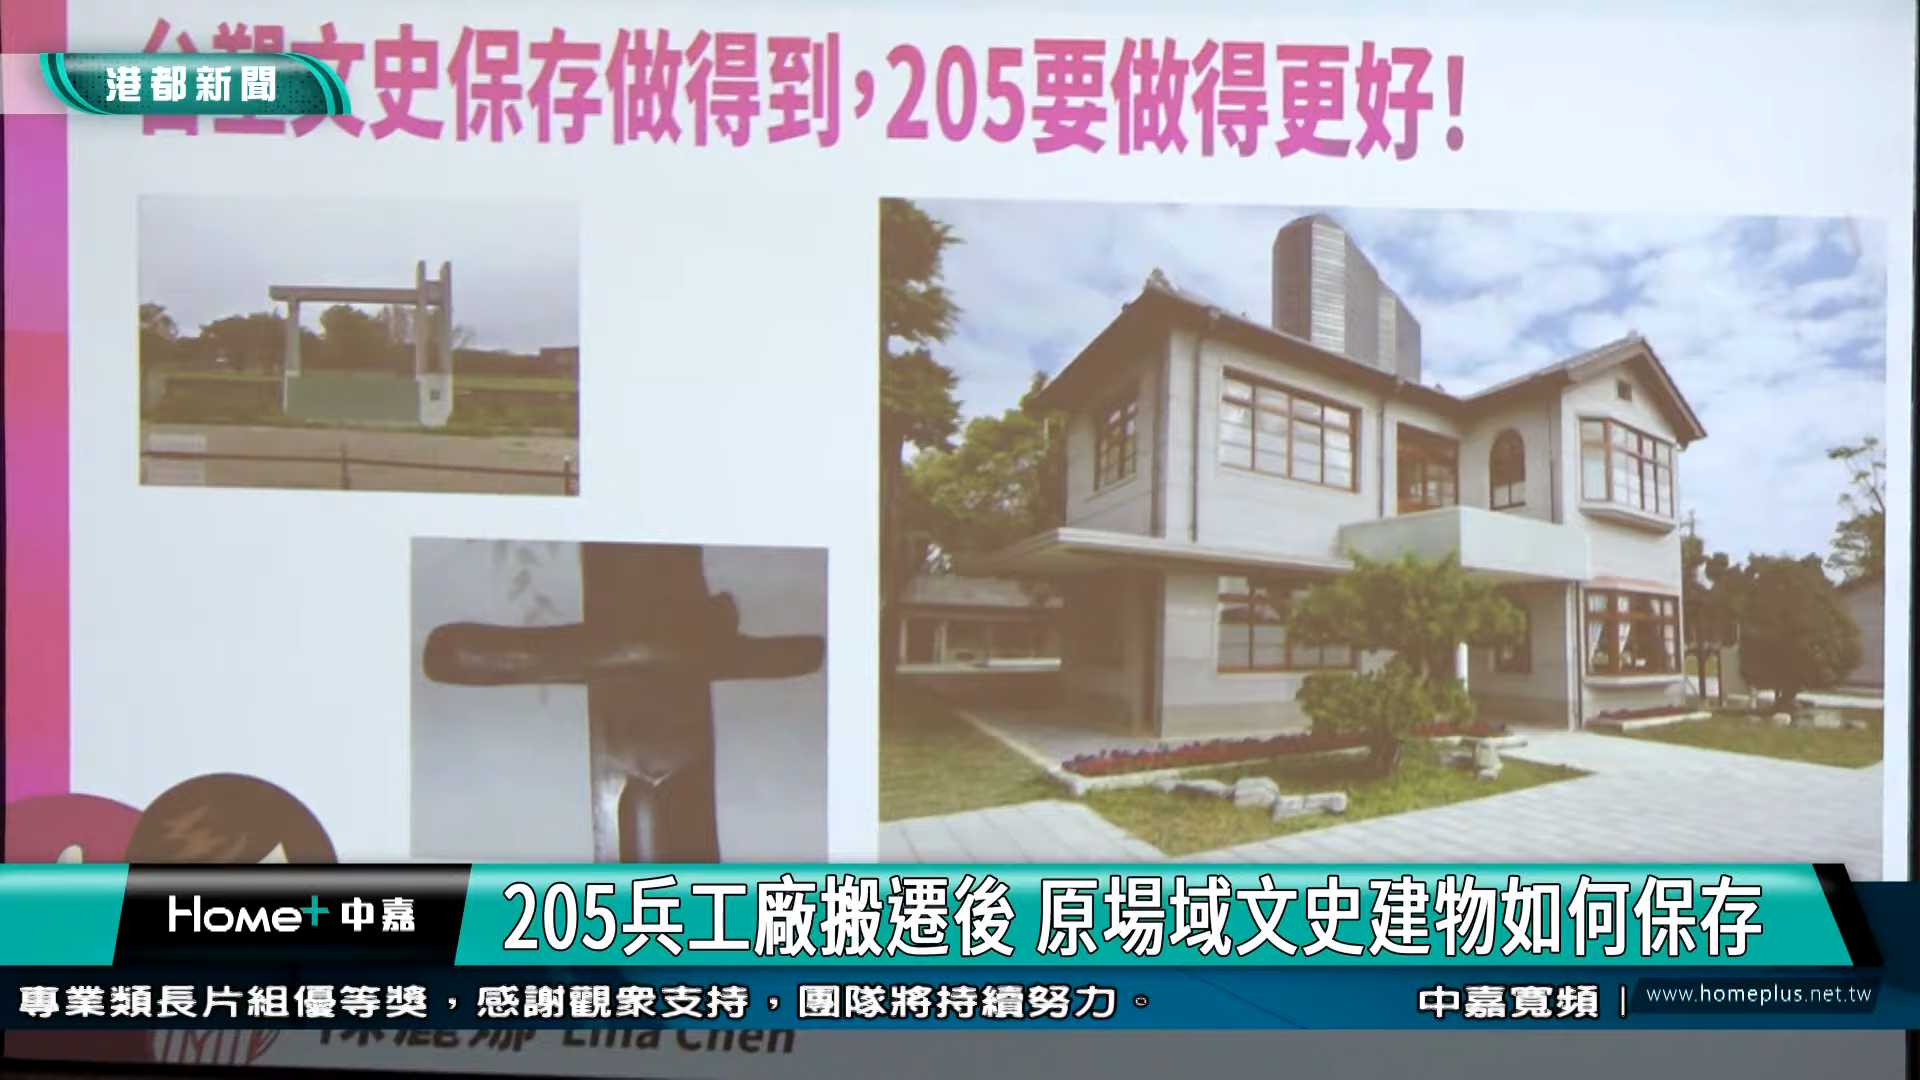 港都新聞
台塑文史保存做得到，205要做得更好！
Home+ 中嘉
205兵工廠搬遷後 原場域文史建物如何保存
專業類長片組優等獎，感謝觀眾支持，團隊將持續努力。
中嘉寬頻 | www.homeplus.net.tw
Lina Chen